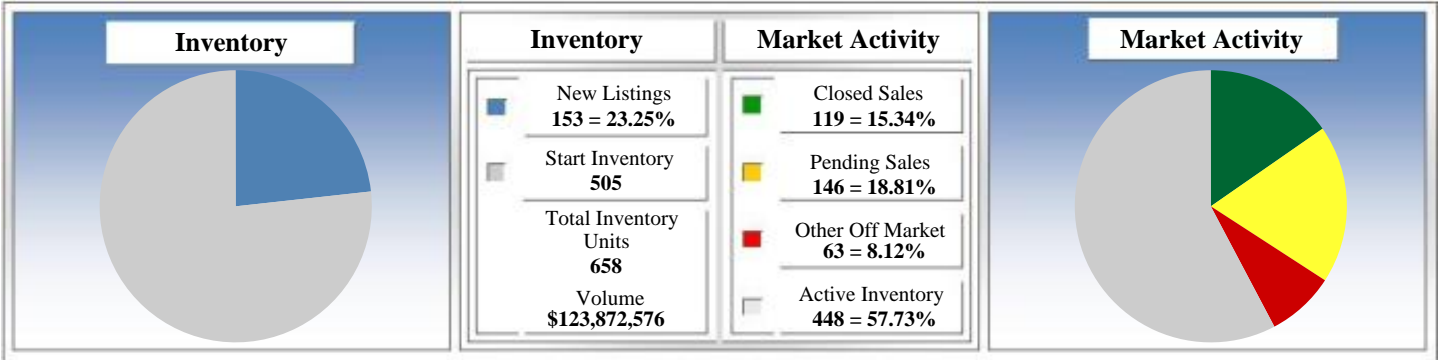 Inventory
Inventory
Market Activity
New Listings
153 = 23.25%
Start Inventory
505
Total Inventory
Units
658
Volume
$123,872,576
Closed Sales
119 = 15.34%
Pending Sales
146 = 18.81%
Other Off Market
63 = 8.12%
Active Inventory
448 = 57.73%
Market Activity